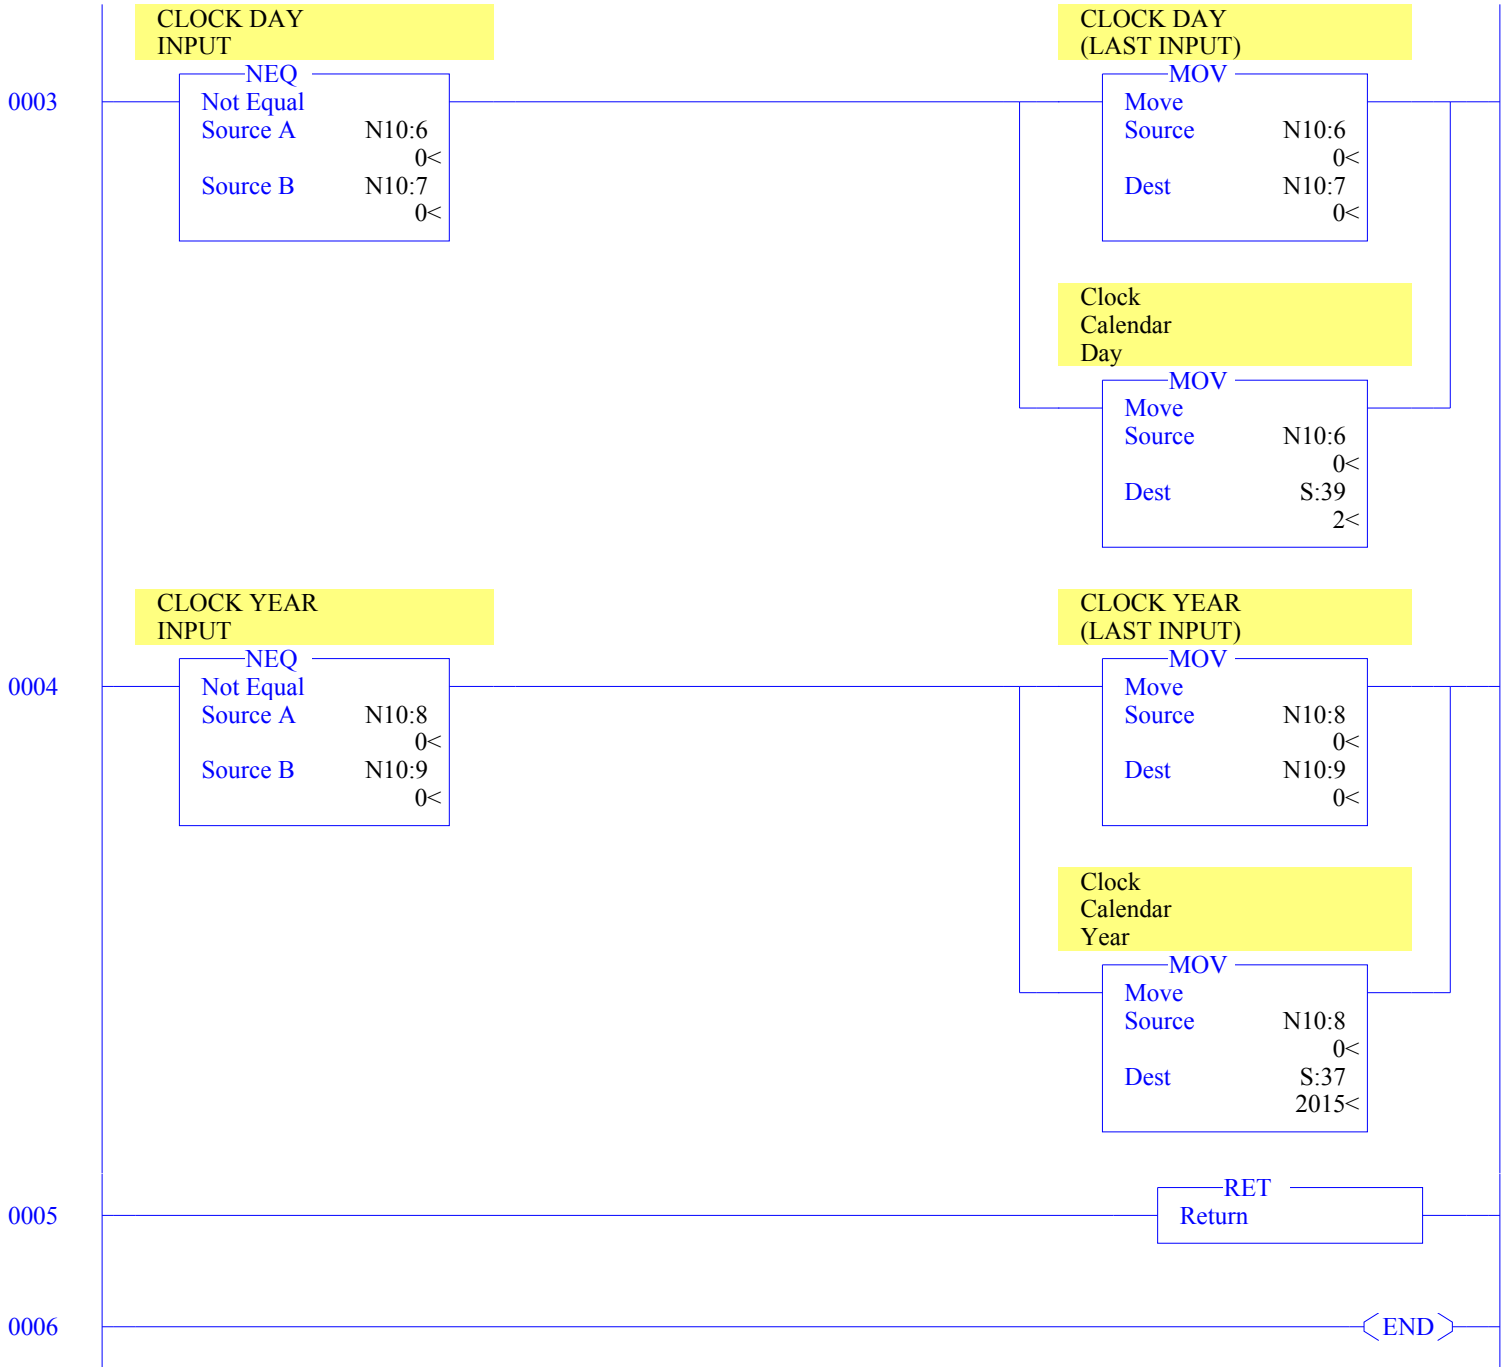 CLOCK DAY
INPUT
NEQ
0003
Not Equal
Source A N10:6
0<
Source B N10:7
0<
CLOCK DAY
(LAST INPUT)
MOV
Move
Source N10:6
0<
Dest N10:7
0<
Clock
Calendar
Day
MOV
Move
Source N10:6
0<
Dest S:39
2<
CLOCK YEAR
INPUT
NEQ
0004
Not Equal
Source A N10:8
0<
Source B N10:9
0<
CLOCK YEAR
(LAST INPUT)
MOV
Move
Source N10:8
0<
Dest N10:9
0<
Clock
Calendar
Year
MOV
Move
Source N10:8
0<
Dest S:37
2015<
RET
0005
Return
0006
END